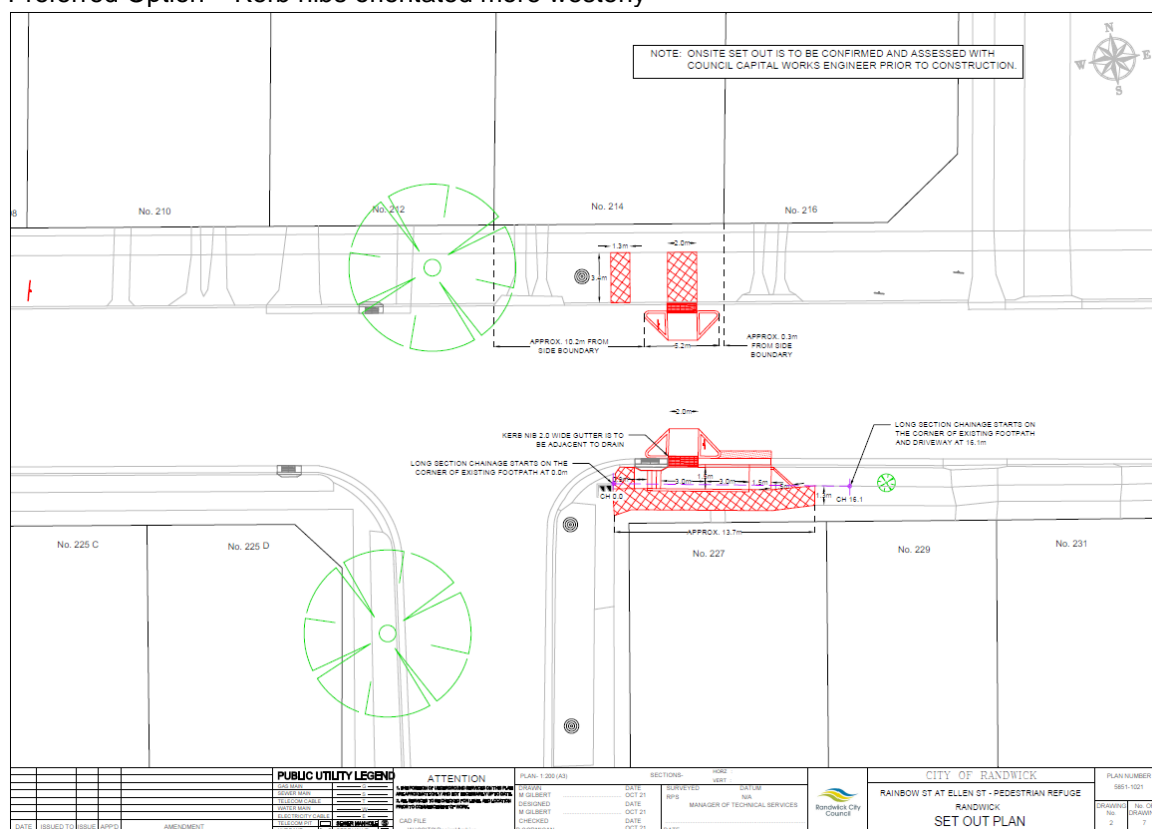 Preferred Option – Kerb nibs orientated more westerly
NOTE: ONSITE SET OUT IS TO BE CONFIRMED AND ASSESSED WITH
COUNCIL CAPITAL WORKS ENGINEER PRIOR TO CONSTRUCTION.
N
W E
S
No. 210
No. 212
No. 214
No. 216
1.3m
2.0m
APPROX. 10.2m FROM
SIDE BOUNDARY
5.2m
APPROX. 0.3m
FROM SIDE
BOUNDARY
2.0m
KERB NIB 2.0 WIDE GUTTER IS TO
BE ADJACENT TO DRAIN
LONG SECTION CHAINAGE STARTS ON
THE CORNER OF EXISTING FOOTPATH
AND DRIVEWAY AT 16.1m
LONG SECTION CHAINAGE STARTS ON THE
CORNER OF EXISTING FOOTPATH AT 0.0m
3.0m
3.0m
1.5m
CH 0.0
CH 16.1
APPROX. 13.7m
No. 225 C
No. 225 D
No. 227
No. 229
No. 231
PUBLIC UTILITY LEGEND
GAS MAIN G
SEWER MAIN S
TELECOM CABLE T
WATER MAIN W
ELECTRICITY CABLE E
TELECOM PIT SEWER MANHOLE
ATTENTION
CAD FILE
PLAN- 1:200 (A3)
SECTIONS- HORZ :
VERT :
DRAWN DATE
M GILBERT OCT 21
DESIGNED DATE
M GILBERT OCT 21
CHECKED DATE
OCT 21
SURVEYED DATUM
RPS N/A
MANAGER OF TECHNICAL SERVICES
DATE
Randwick City
Council
CITY OF RANDWICK
RAINBOW ST AT ELLEN ST - PEDESTRIAN REFUGE
RANDWICK
SET OUT PLAN
PLAN NUMBER
5851-1021
DRAWING
No.
2
No. OF
7
DATE ISSUED TO ISSUE APP'D AMENDMENT